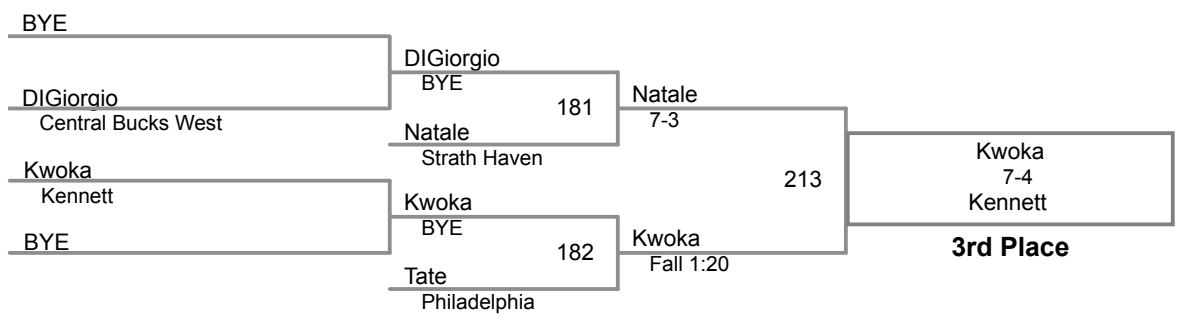 BYE
DIGiorgio
Central Bucks West
Kwoka
Kennett
BYE
DIGiorgio
BYE
181
Natale
Strath Haven
Kwoka
BYE
182
Tate
Philadelphia
Natale
7-3
213
Kwoka
Fall 1:20
Kwoka
7-4
Kennett
3rd Place